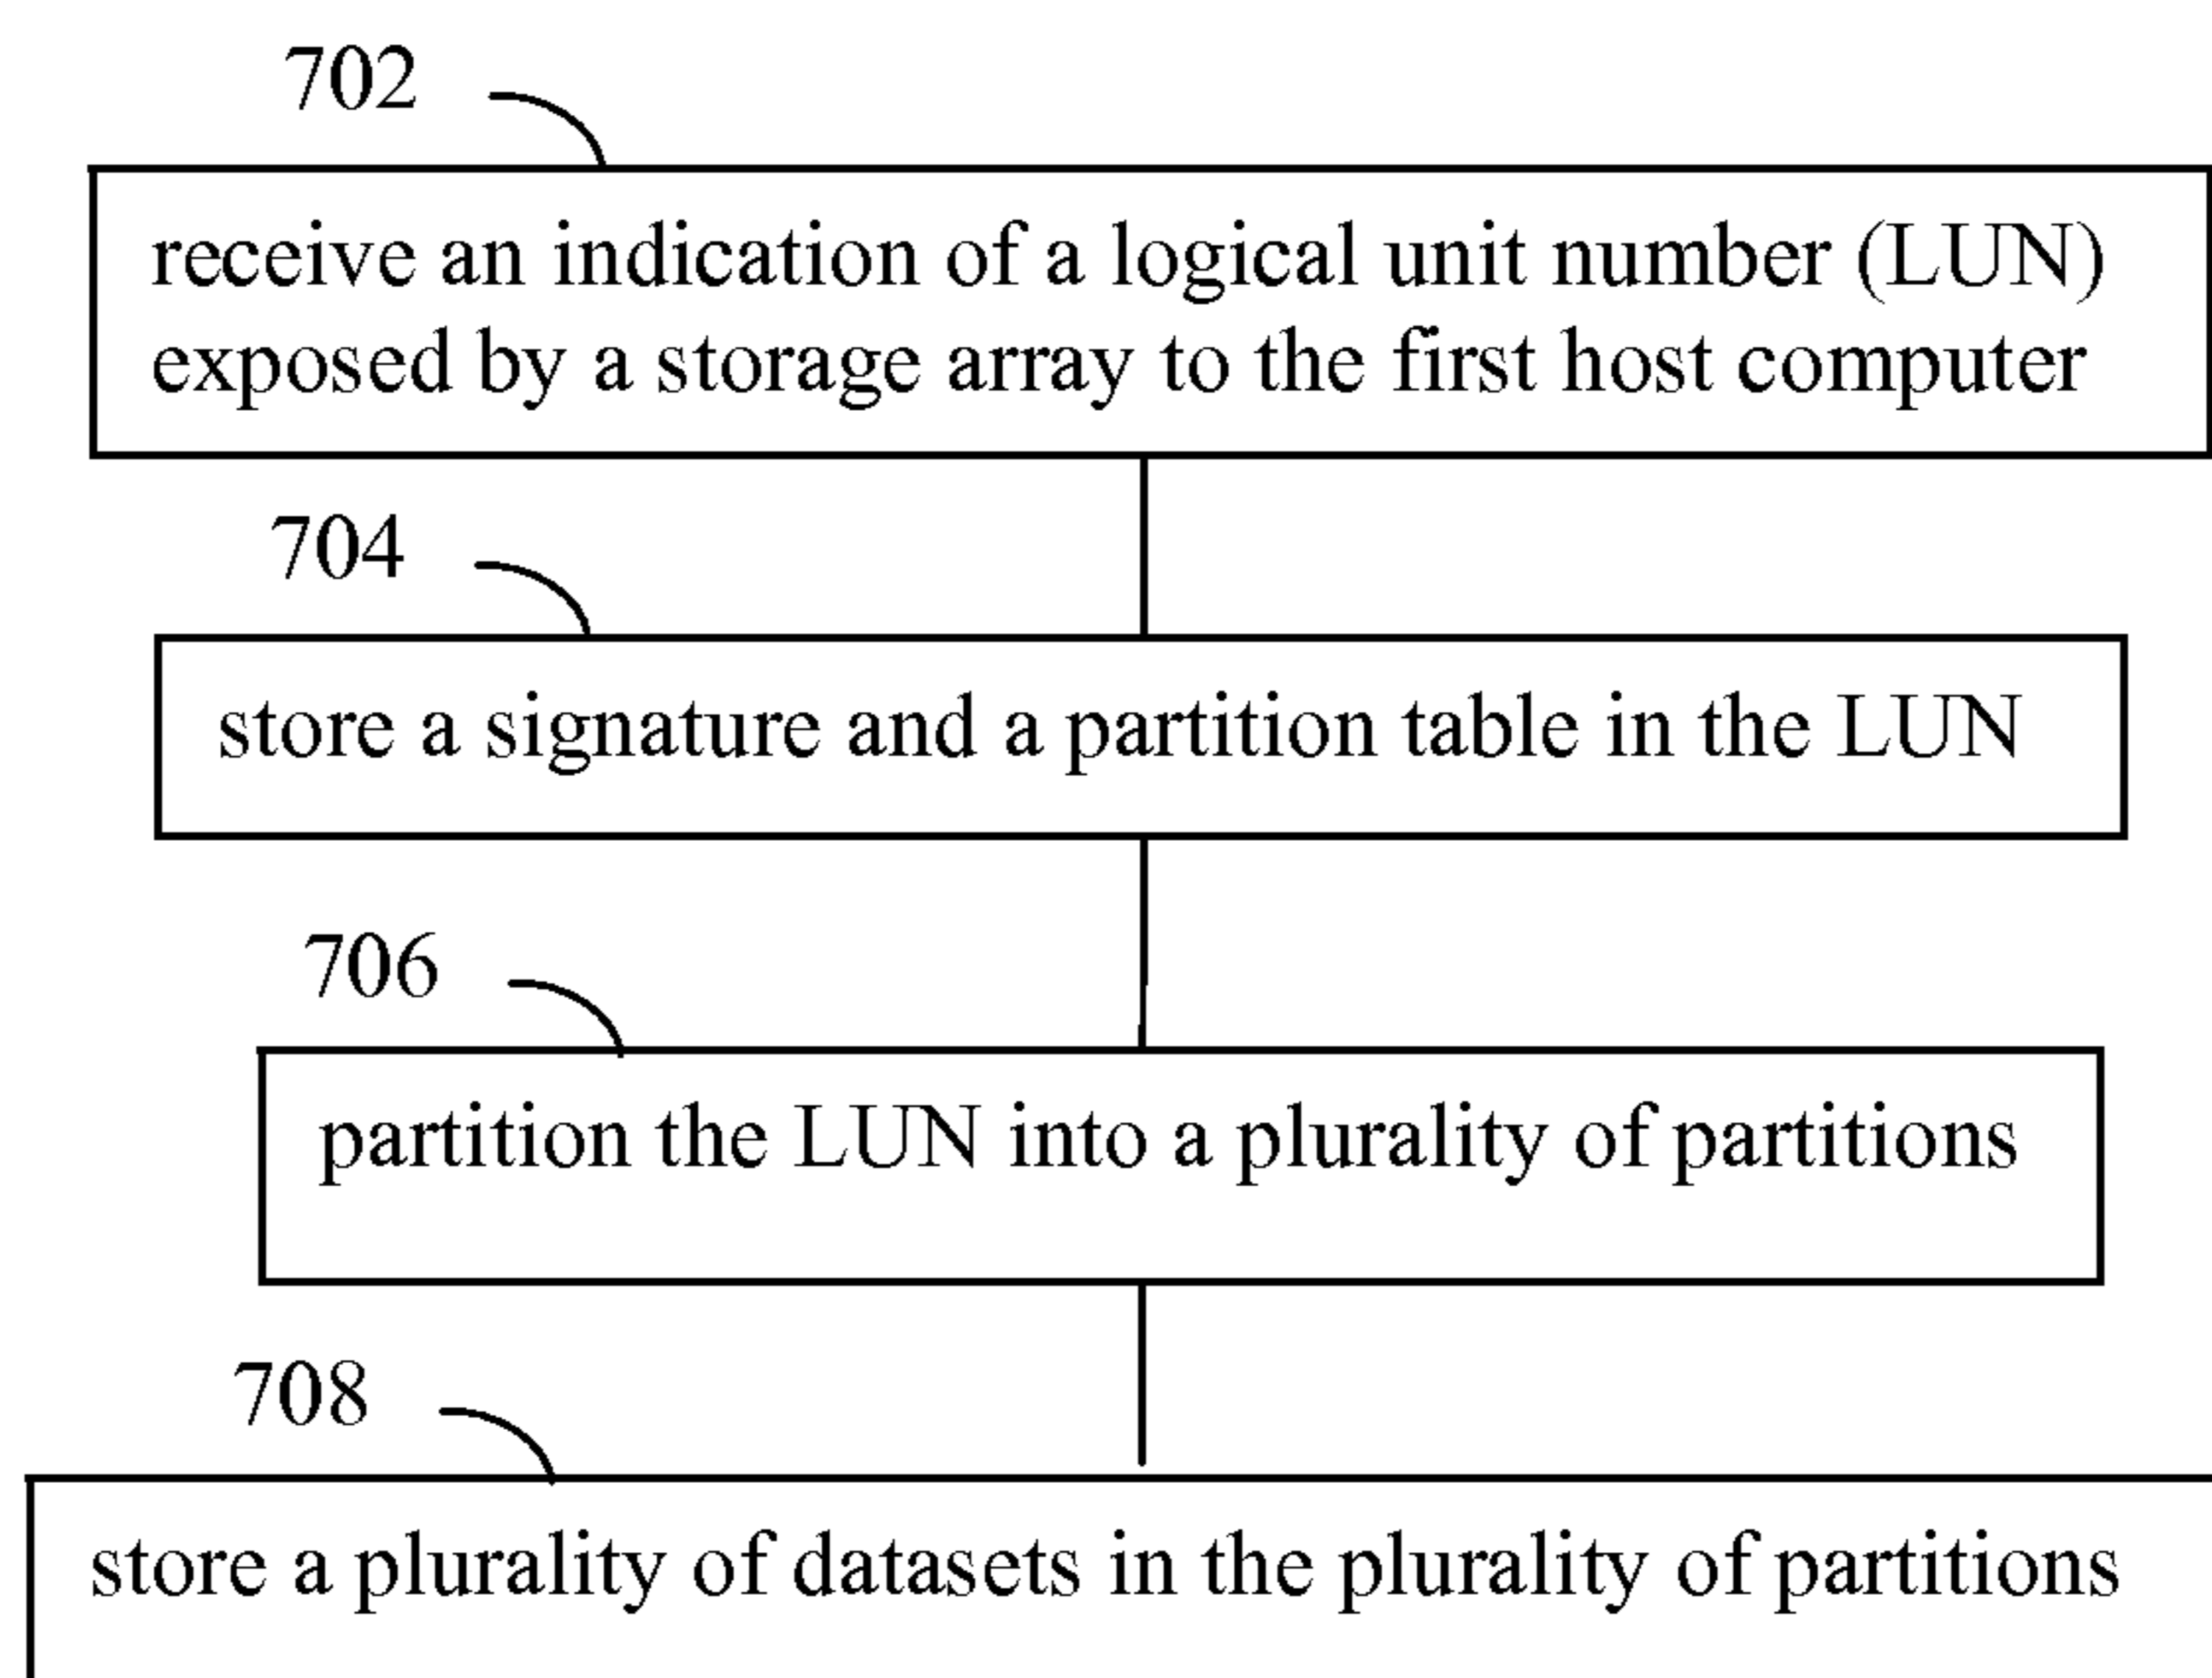 702
receive an indication of a logical unit number (LUN)
exposed by a storage array to the first host computer
704
store a signature and a partition table in the LUN
706
partition the LUN into a plurality of partitions
708
store a plurality of datasets in the plurality of partitions